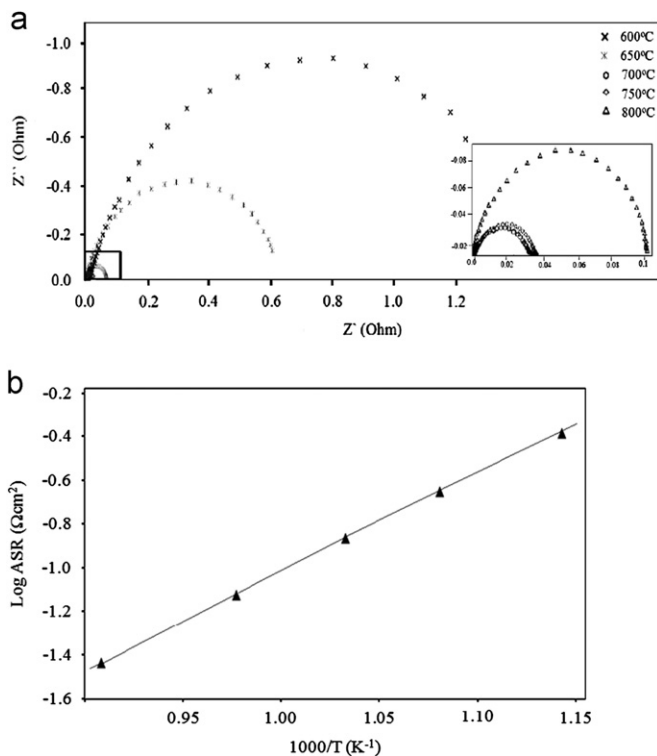 a
-1.0
-0.8
-0.6
-0.4
-0.2
0.0
Z`` (Ohm)
0.0 0.2 0.4 0.6 0.8 1.0 1.2
Z` (Ohm)
600°C
650°C
700°C
750°C
800°C
-0.08
-0.06
-0.04
-0.02
0.0 0.02 0.04 0.06 0.08 0.1
b
-0.2
-0.4
-0.6
-0.8
-1.0
-1.2
-1.4
-1.6
Log ASR (Ωcm²)
0.95 1.00 1.05 1.10 1.15
1000/T (K⁻¹)